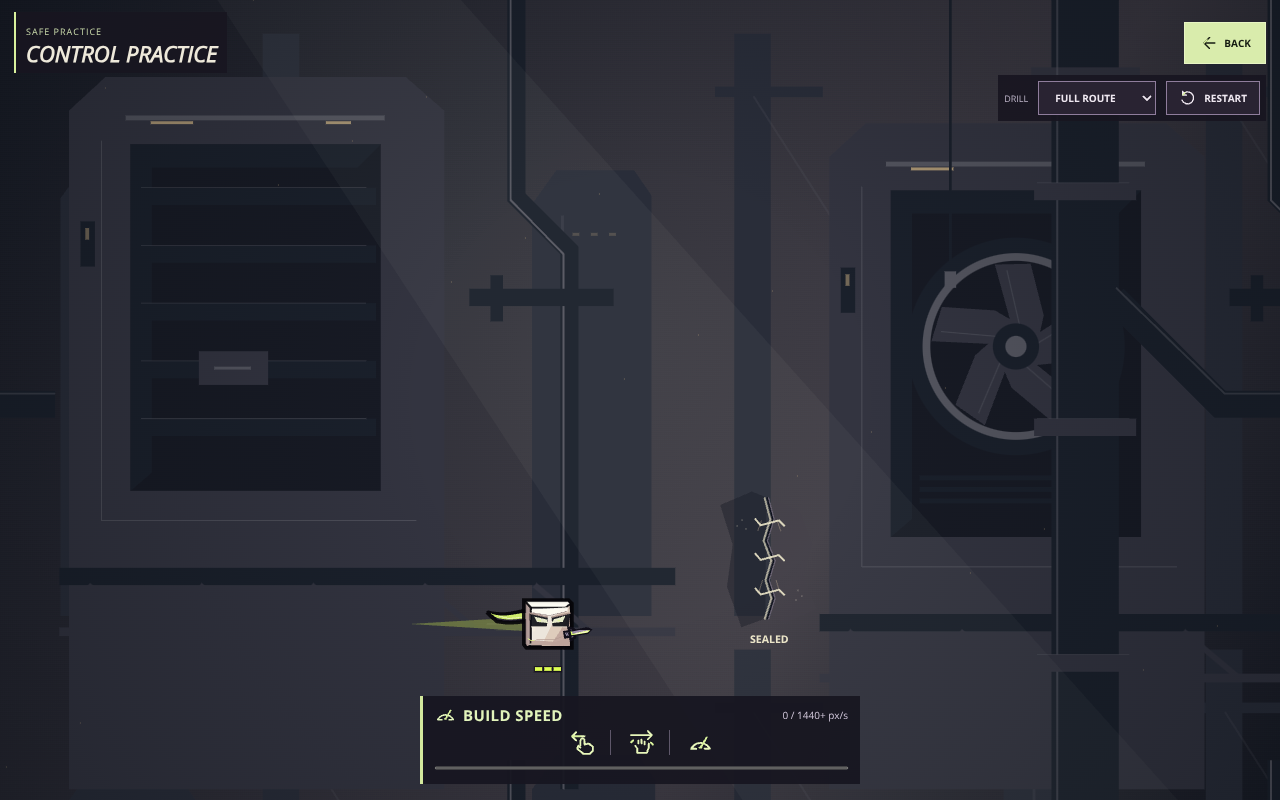 SAFE PRACTICE
CONTROL PRACTICE
BACK
DRILL
FULL ROUTE
RESTART
SEALED
BUILD SPEED
0 / 1440+ px/s